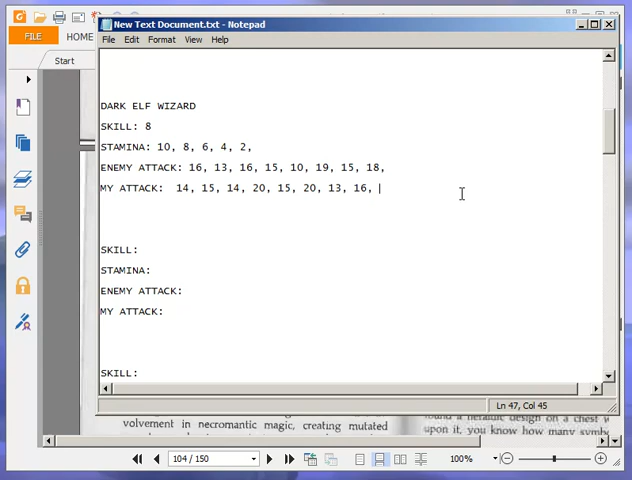 New Text Document.txt - Notepad
FILE
HOME
File Edit Format View Help
Start
DARK ELF WIZARD
SKILL: 8
STAMINA: 10, 8, 6, 4, 2,
ENEMY ATTACK: 16, 13, 16, 15, 10, 19, 15, 18,
MY ATTACK: 14, 15, 14, 20, 15, 20, 13, 16,
SKILL:
STAMINA:
ENEMY ATTACK:
MY ATTACK:
SKILL:
Ln 47, Col 45
volvement in necromantic magic, creating mutated
upon it, you know how many
104 / 150
100%